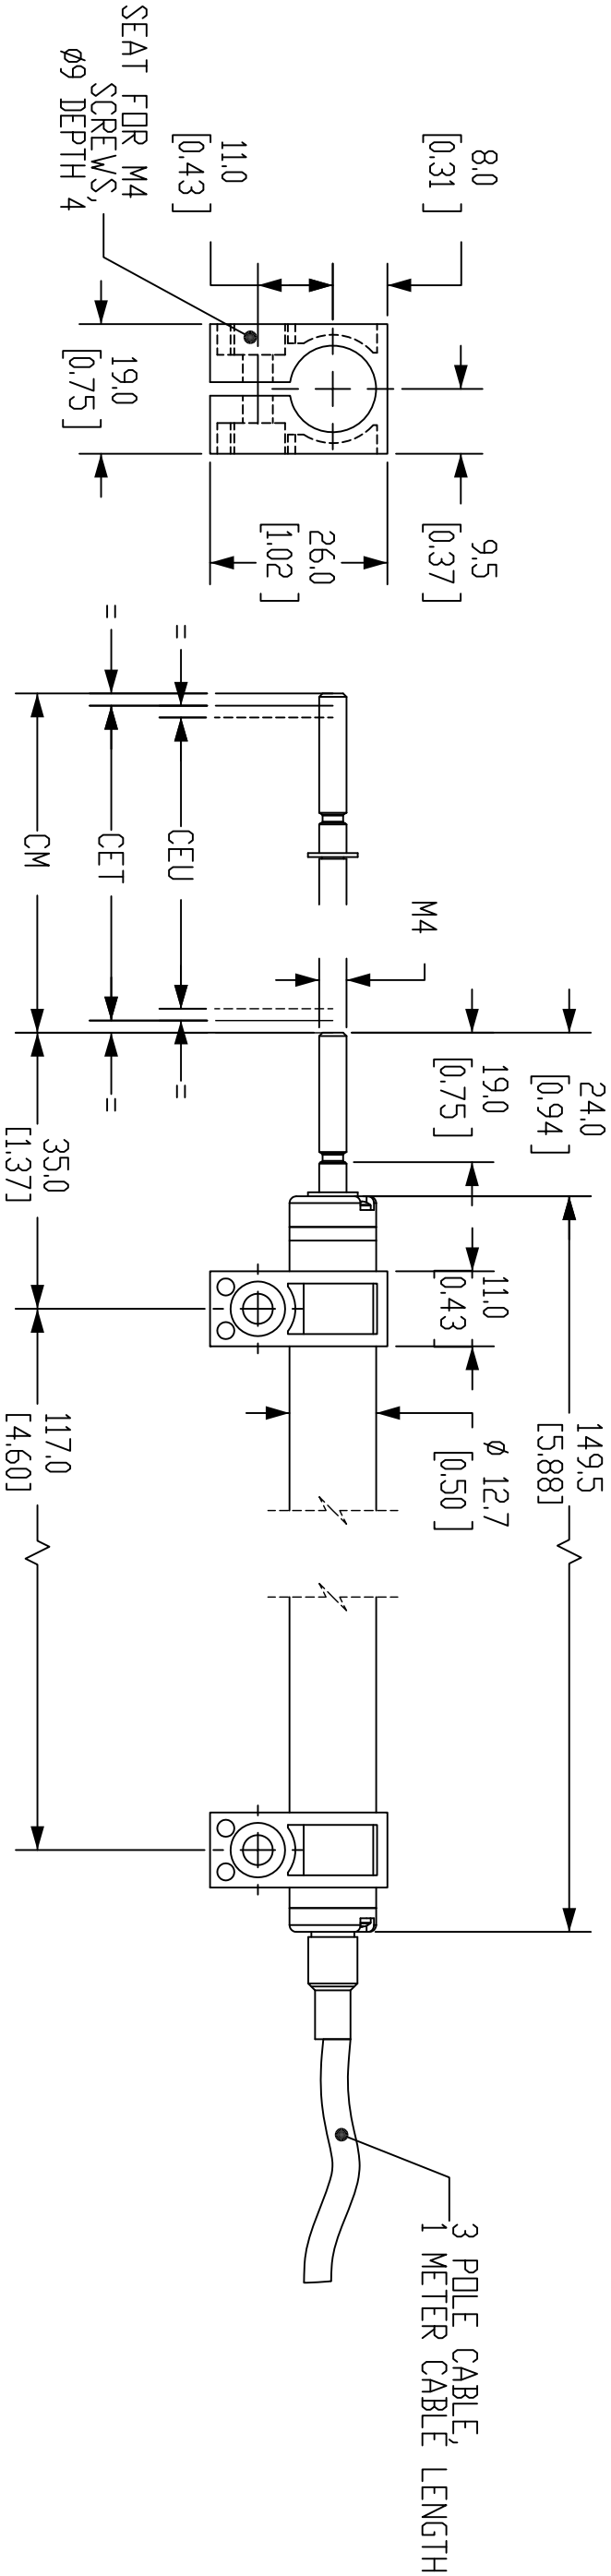 SEAT FOR M4
SCREWS,
Ø9 DEPTH 4
11.0
[0.43]
8.0
[0.31]
19.0
[0.75]
26.0
[1.02]
9.5
[0.37]
=
=
CM
CET
CEU
=
=
M4
19.0
[0.75]
24.0
[0.94]
35.0
[1.37]
11.0
[0.43]
117.0
[4.60]
Ø 12.7
[0.50]
149.5
[5.88]
3 POLE CABLE,
1 METER CABLE LENGTH